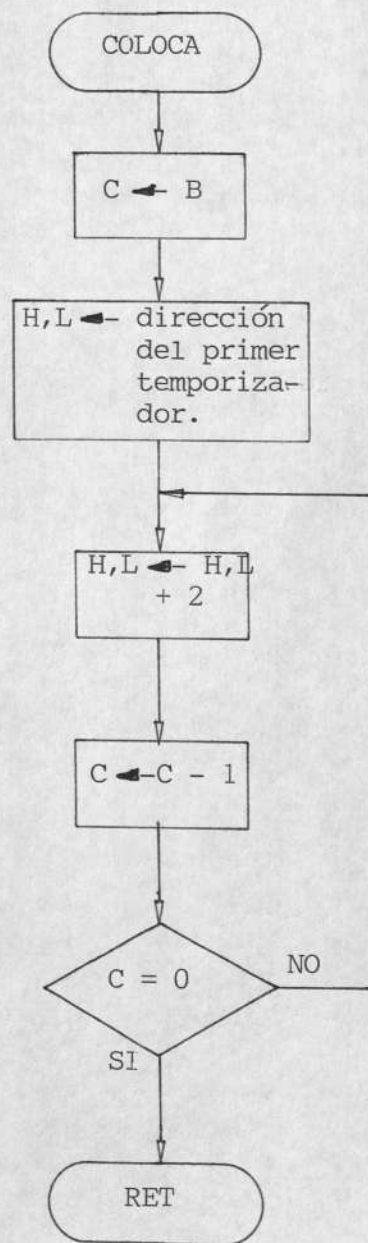 COLOCA
C ◄- B
H,L ◄- dirección
del primer
temporiza-
dor.
H,L ◄- H,L
+ 2
C ◄-C - 1
C = 0
NO
SI
RET